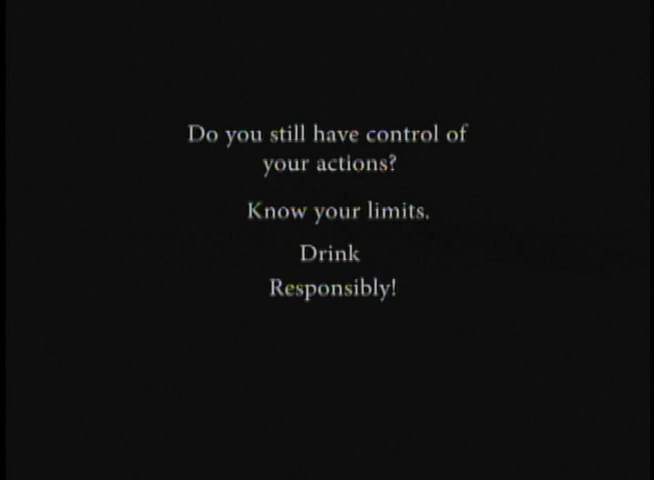 Do you still have control of
your actions?
Know your limits.
Drink
Responsibly!